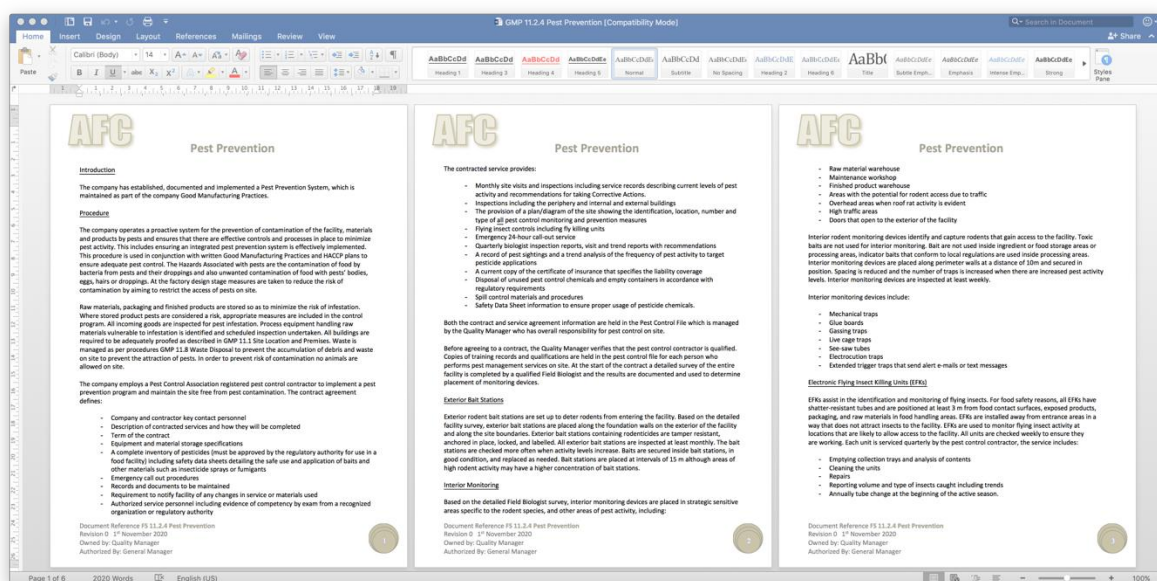 GMP 11.2.4 Pest Prevention [Compatibility Mode]
Search in Document
Home Insert Design Layout References Mailings Review View
Share
Paste
Calibri (Body) 14
AaBbCcDd AaBbCcDd AaBbCcDd AaBbCcDdEe AaBbCcDdEe AaBbCcDd AaBbCcDdEe AaBbCcDdE AaBbCcDdEe AaBb( AaBbCcDdEe AaBbCcDdEe AaBbCcDdEe AaBbCcDdEe
Heading 1 Heading 3 Heading 4 Heading 5 Normal Subtitle No Spacing Heading 2 Heading 6 Title Subtle Emph... Emphasis Intense Emp... Strong
Styles
Pane
AFC
Pest Prevention
Introduction
The company has established, documented and implemented a Pest Prevention System, which is
maintained as part of the company Good Manufacturing Practices.
Procedure
The company operates a proactive system for the prevention of contamination of the facility, materials
and products by pests and ensures that there are effective controls and processes in place to minimize
pest activity. This includes ensuring an integrated pest prevention system is effectively implemented.
This procedure is used in conjunction with written Good Manufacturing Practices and HACCP plans to
ensure adequate pest control. The Hazards Associated with pests are the contamination of food by
bacteria from pests and their droppings and also unwanted contamination of food with pests' bodies,
eggs, hairs or droppings. At the factory design stage measures are taken to reduce the risk of
contamination by aiming to restrict the access of pests on site.
Raw materials, packaging and finished products are stored so as to minimize the risk of infestation.
Where stored product pests are considered a risk, appropriate measures are included in the control
program. All incoming goods are inspected for pest infestation. Process equipment handling raw
materials vulnerable to infestation is identified and scheduled inspection undertaken. All buildings are
required to be adequately proofed as described in GMP 11.1 Site Location and Premises. Waste is
managed as per procedures GMP 11.8 Waste Disposal to prevent the accumulation of debris and waste
on site to prevent the attraction of pests. In order to prevent risk of contamination no animals are
allowed on site.
The company employs a Pest Control Association registered pest control contractor to implement a pest
prevention program and maintain the site free from pest contamination. The contract agreement
defines:
- Company and contractor key contact personnel
- Description of contracted services and how they will be completed
- Term of the contract
- Equipment and material storage specifications
- A complete inventory of pesticides (must be approved by the regulatory authority for use in a
food facility) including safety data sheets detailing the safe use and application of baits and
other materials such as insecticide sprays or fumigants
- Emergency call out procedures
- Records and documents to be maintained
- Requirement to notify facility of any changes in service or materials used
- Authorized service personnel including evidence of competency by exam from a recognized
organization or regulatory authority
Document Reference FS 11.2.4 Pest Prevention
Revision 0 1st November 2020
Owned by: Quality Manager
Authorized By: General Manager
1
AFC
Pest Prevention
The contracted service provides:
- Monthly site visits and inspections including service records describing current levels of pest
activity and recommendations for taking Corrective Actions.
- Inspections including the periphery and internal and external buildings
- The provision of a plan/diagram of the site showing the identification, location, number and
type of all pest control monitoring and prevention measures
- Flying insect controls including fly killing units
- Emergency 24-hour call-out service
- Quarterly biologist inspection reports, visit and trend reports with recommendations
- A record of pest sightings and a trend analysis of the frequency of pest activity to target
pesticide applications
- A current copy of the certificate of insurance that specifies the liability coverage
- Disposal of unused pest control chemicals and empty containers in accordance with
regulatory requirements
- Spill control materials and procedures
- Safety Data Sheet information to ensure proper usage of pesticide chemicals.
Both the contract and service agreement information are held in the Pest Control File which is managed
by the Quality Manager who has overall responsibility for pest control on site.
Before agreeing to a contract, the Quality Manager verifies that the pest control contractor is qualified.
Copies of training records and qualifications are held in the pest control file for each person who
performs pest management services on site. At the start of the contract a detailed survey of the entire
facility is completed by a qualified Field Biologist and the results are documented and used to determine
placement of monitoring devices.
Exterior Bait Stations
Exterior rodent bait stations are set up to deter rodents from entering the facility. Based on the detailed
facility survey, exterior bait stations are placed along the foundation walls on the exterior of the facility
and along the site boundaries. Exterior bait stations containing rodenticides are tamper resistant,
anchored in place, locked, and labelled. All exterior bait stations are inspected at least monthly. The bait
stations are checked more often when activity levels increase. Baits are secured inside bait stations, in
good condition, and replaced as needed. Bait stations are placed at intervals of 15 m although areas of
high rodent activity may have a higher concentration of bait stations.
Interior Monitoring
Based on the detailed Field Biologist survey, interior monitoring devices are placed in strategic sensitive
areas specific to the rodent species, and other areas of pest activity, including:
Document Reference FS 11.2.4 Pest Prevention
Revision 0 1st November 2020
Owned by: Quality Manager
Authorized By: General Manager
2
AFC
Pest Prevention
- Raw material warehouse
- Maintenance workshop
- Finished product warehouse
- Areas with the potential for rodent access due to traffic
- Overhead areas when roof rat activity is evident
- High traffic areas
- Doors that open to the exterior of the facility
Interior rodent monitoring devices identify and capture rodents that gain access to the facility. Toxic
baits are not used for interior monitoring. Bait are not used inside ingredient or food storage areas or
processing areas, indicator baits that conform to local regulations are used inside processing areas.
Interior monitoring devices are placed along perimeter walls at a distance of 10m and secured in
position. Spacing is reduced and the number of traps is increased when there are increased pest activity
levels. Interior monitoring devices are inspected at least weekly.
Interior monitoring devices include:
- Mechanical traps
- Glue boards
- Gassing traps
- Live cage traps
- See-saw tubes
- Electrocution traps
- Extended trigger traps that send alert e-mails or text messages
Electronic Flying Insect Killing Units (EFKs)
EFKs assist in the identification and monitoring of flying insects. For food safety reasons, all EFKs have
shatter-resistant tubes and are positioned at least 3 m from food contact surfaces, exposed products,
packaging, and raw materials in food handling areas. EFKs are installed away from entrance areas in a
way that does not attract insects to the facility. EFKs are used to monitor flying insect activity at
locations that are likely to allow access to the facility. All units are checked weekly to ensure they
are working. Each unit is serviced quarterly by the pest control contractor, the service includes:
- Emptying collection trays and analysis of contents
- Cleaning the units
- Repairs
- Reporting volume and type of insects caught including trends
- Annually tube change at the beginning of the active season.
Document Reference FS 11.2.4 Pest Prevention
Revision 0 1st November 2020
Owned by: Quality Manager
Authorized By: General Manager
3
Page 1 of 8 2020 Words English (US) 100%